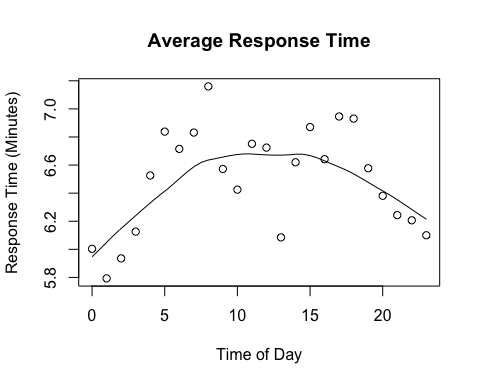 Average Response Time
Response Time (Minutes)
7.0
6.6
6.2
5.8
0 5 10 15 20
Time of Day